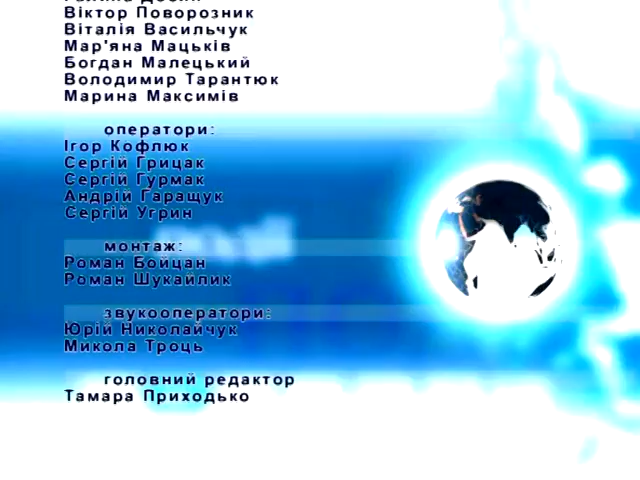 Віктор Поворозник
Віталія Васильчук
Мар'яна Мацьків
Богдан Малецький
Володимир Тарантюк
Марина Максимів
оператори:
Ігор Кофлюк
Сергій Грицак
Сергій Гурмак
Андрій Гаращук
Сергій Угрин
монтаж:
Роман Бойцан
Роман Шукайлик
звукооператори:
Юрій Николайчук
Микола Троць
головний редактор
Тамара Приходько